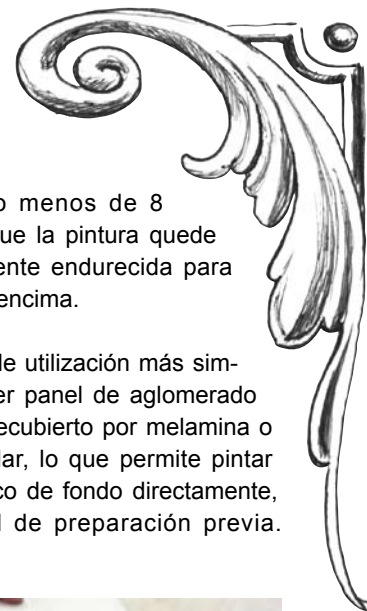 menos de 8
ue la pintura quede
ente endurecida para
encima.
le utilización más sim-
er panel de aglomerado
ecubierto por melamina o
lar, lo que permite pintar
co de fondo directamente,
de preparación previa.